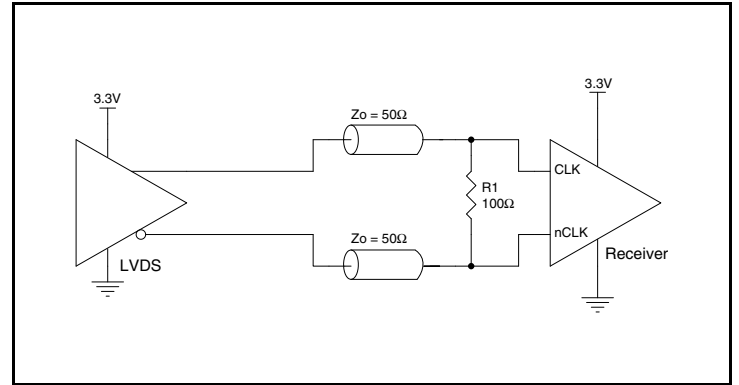 3.3V
3.3V
Zo = 50Ω
CLK
R1
100Ω
Zo = 50Ω
nCLK
LVDS
Receiver